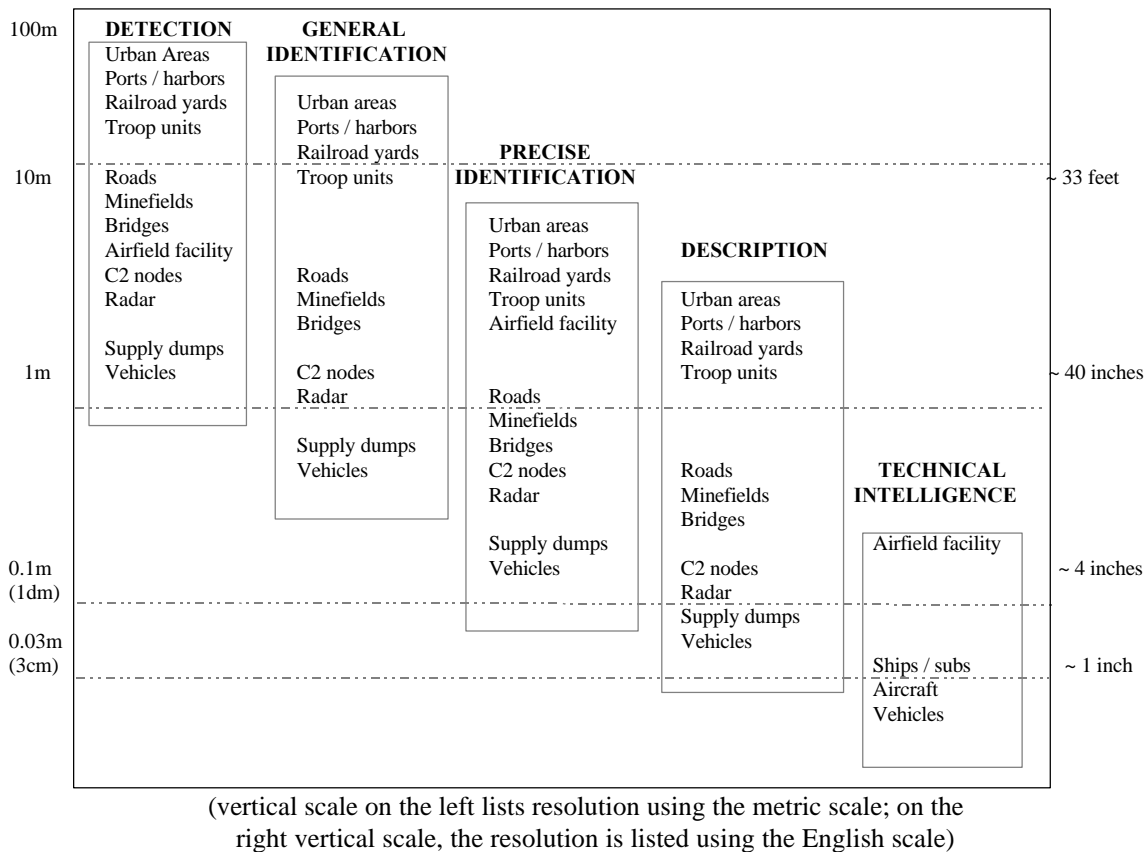 100m
10m
1m
0.1m
(1dm)
0.03m
(3cm)
DETECTION
Urban Areas
Ports / harbors
Railroad yards
Troop units
Roads
Minefields
Bridges
Airfield facility
C2 nodes
Radar
Supply dumps
Vehicles
GENERAL
IDENTIFICATION
Urban areas
Ports / harbors
Railroad yards
Troop units
Roads
Minefields
Bridges
C2 nodes
Radar
Supply dumps
Vehicles
PRECISE
IDENTIFICATION
Urban areas
Ports / harbors
Railroad yards
Troop units
Airfield facility
Roads
Minefields
Bridges
C2 nodes
Radar
Supply dumps
Vehicles
DESCRIPTION
Urban areas
Ports / harbors
Railroad yards
Troop units
Roads
Minefields
Bridges
C2 nodes
Radar
Supply dumps
Vehicles
TECHNICAL
INTELLIGENCE
Airfield facility
Ships / subs
Aircraft
Vehicles
~ 33 feet
~ 40 inches
~ 4 inches
~ 1 inch
(vertical scale on the left lists resolution using the metric scale; on the
right vertical scale, the resolution is listed using the English scale)